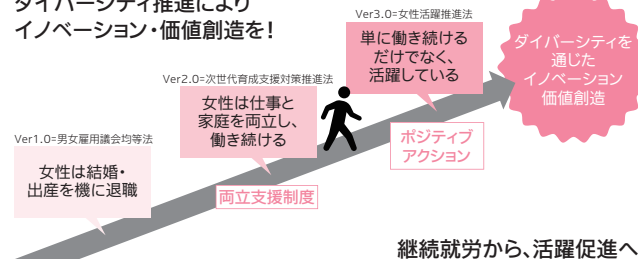 ダイバーシティ推進により
イノベーション・価値創造を!
Ver3.0=女性活躍推進法
単に働き続ける
だけでなく、
活躍している
ダイバーシティを
通じた
イノベーション
価値創造
Ver2.0=次世代育成支援対策推進法
女性は仕事と
家庭を両立し、
働き続ける
ポジティブ
アクション
Ver1.0=男女雇用議会均等法
女性は結婚・
出産を機に退職
両立支援制度
継続就労から、活躍促進へ